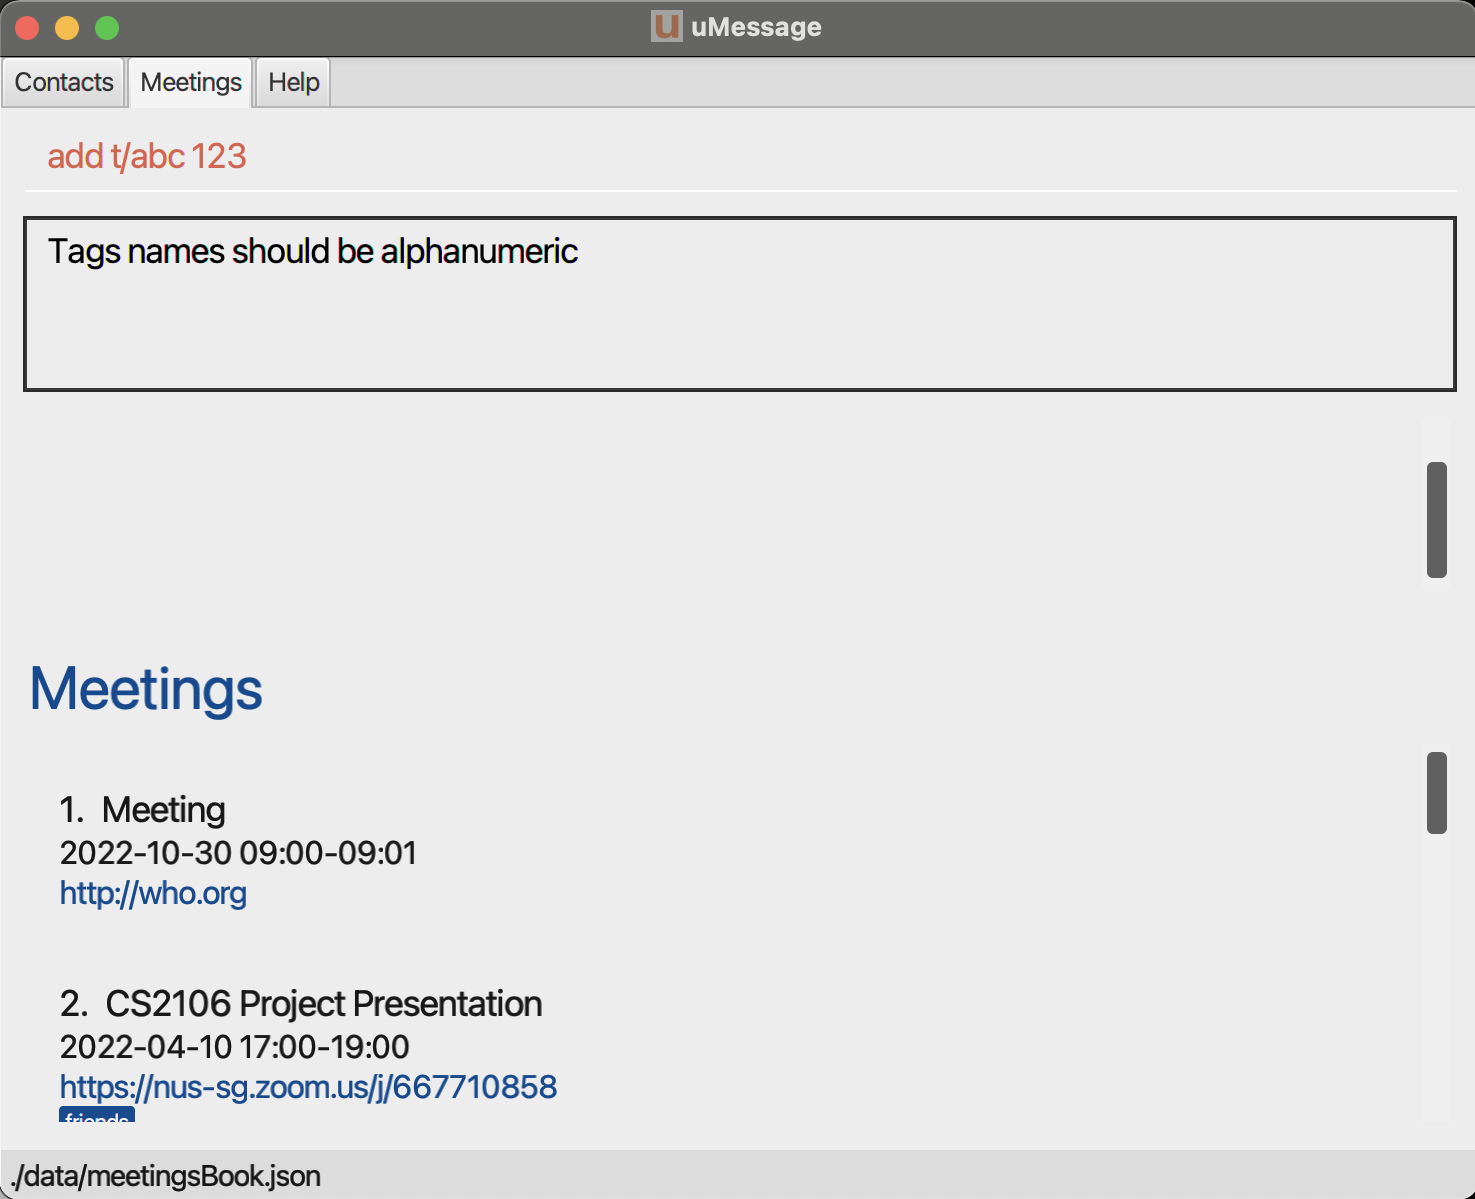 u uMessage
Contacts Meetings Help
add t/abc 123
Tags names should be alphanumeric
Meetings
1. Meeting
2022-10-30 09:00-09:01
http://who.org
2. CS2106 Project Presentation
2022-04-10 17:00-19:00
https://nus-sg.zoom.us/j/667710858
friends
./data/meetingsBook.json